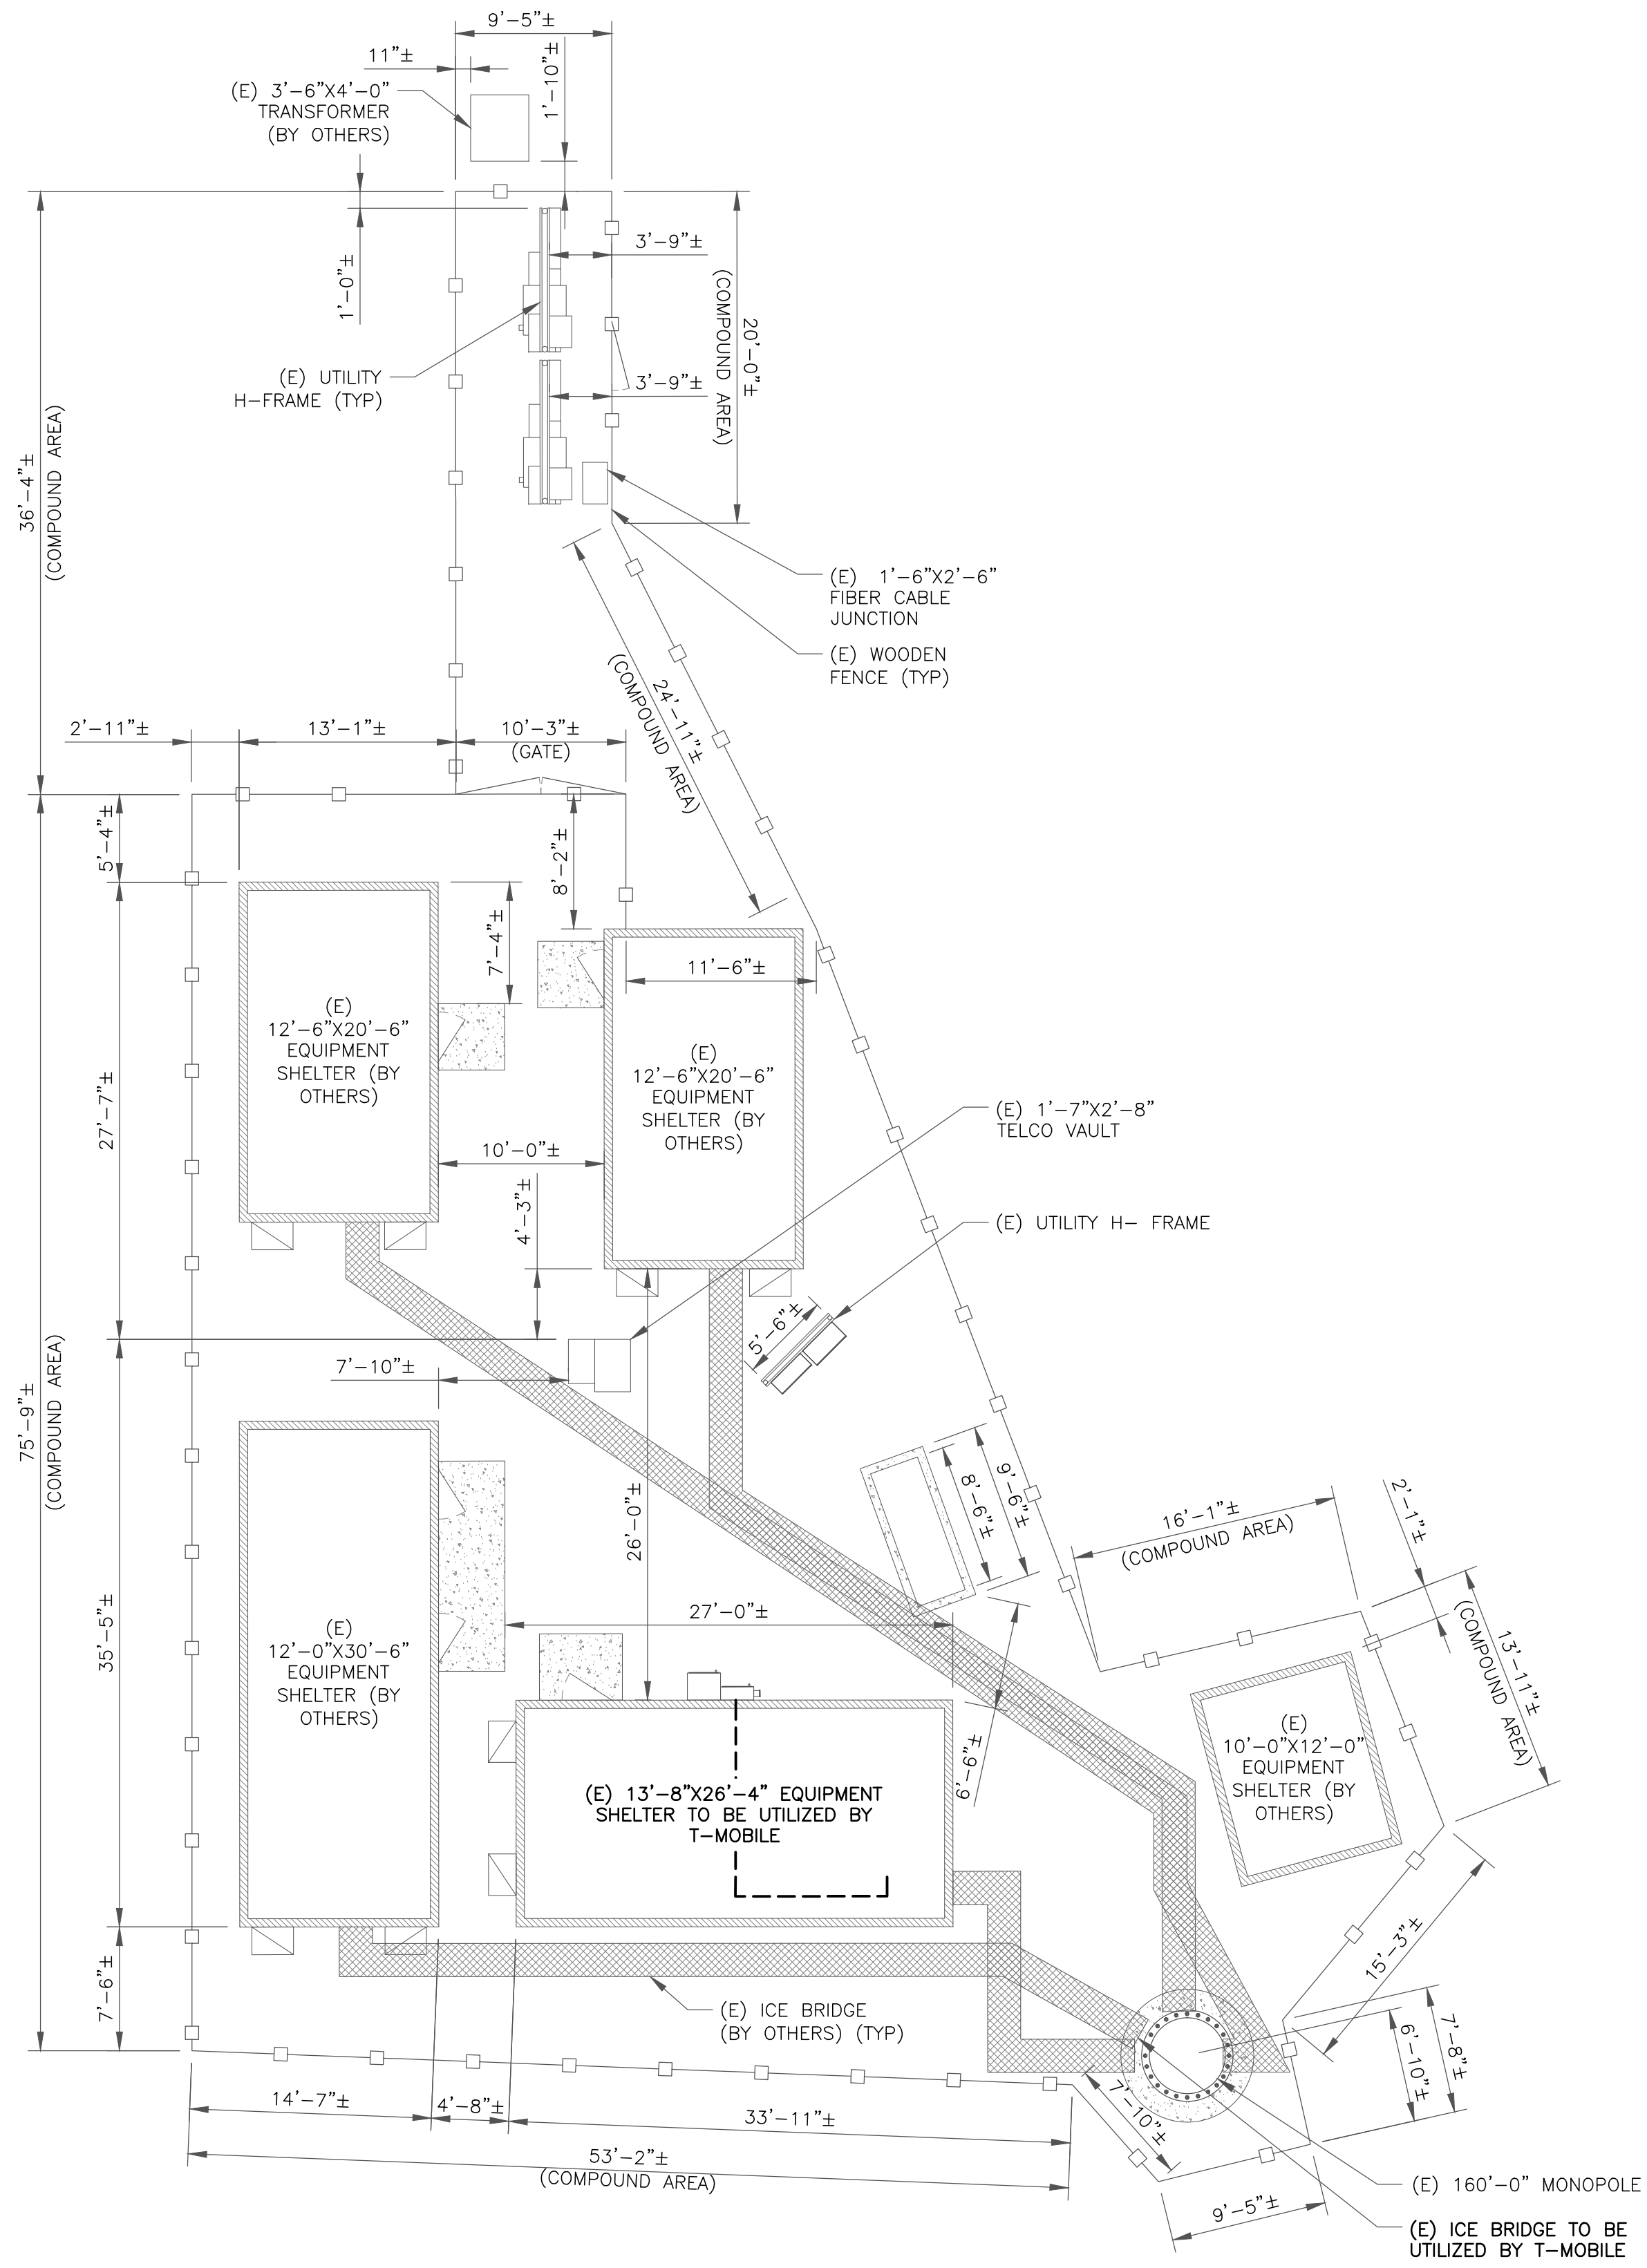 9'-5"±
11"±
1'-10"±
(E) 3'-6"X4'-0"
TRANSFORMER
(BY OTHERS)
1'-0"±
3'-9"±
(COMPOUND AREA)
20'-0"±
(E) UTILITY
H-FRAME (TYP)
3'-9"±
36'-4"±
(COMPOUND AREA)
(E) 1'-6"X2'-6"
FIBER CABLE
JUNCTION
(E) WOODEN
FENCE (TYP)
24'-11"±
(COMPOUND AREA)
2'-11"±
13'-1"±
10'-3"±
(GATE)
5'-4"±
8'-2"±
7'-4"±
11'-6"±
(E)
12'-6"X20'-6"
EQUIPMENT
SHELTER (BY
OTHERS)
(E)
12'-6"X20'-6"
EQUIPMENT
SHELTER (BY
OTHERS)
27'-7"±
10'-0"±
4'-3"±
(E) 1'-7"X2'-8"
TELCO VAULT
(E) UTILITY H- FRAME
5'-6"±
7'-10"±
75'-9"±
(COMPOUND AREA)
26'-0"±
8'-6"±
9'-6"±
16'-1"±
(COMPOUND AREA)
2'-1"±
13'-11"±
(COMPOUND AREA)
35'-5"±
27'-0"±
(E)
12'-0"X30'-6"
EQUIPMENT
SHELTER (BY
OTHERS)
6'-6"±
(E)
10'-0"X12'-0"
EQUIPMENT
SHELTER (BY
OTHERS)
(E) 13'-8"X26'-4" EQUIPMENT
SHELTER TO BE UTILIZED BY
T-MOBILE
15'-3"±
7'-6"±
(E) ICE BRIDGE
(BY OTHERS) (TYP)
7'-8"±
6'-10"±
7'-10"±
14'-7"±
4'-8"±
33'-11"±
53'-2"±
(COMPOUND AREA)
(E) 160'-0" MONOPOLE
9'-5"±
(E) ICE BRIDGE TO BE
UTILIZED BY T-MOBILE